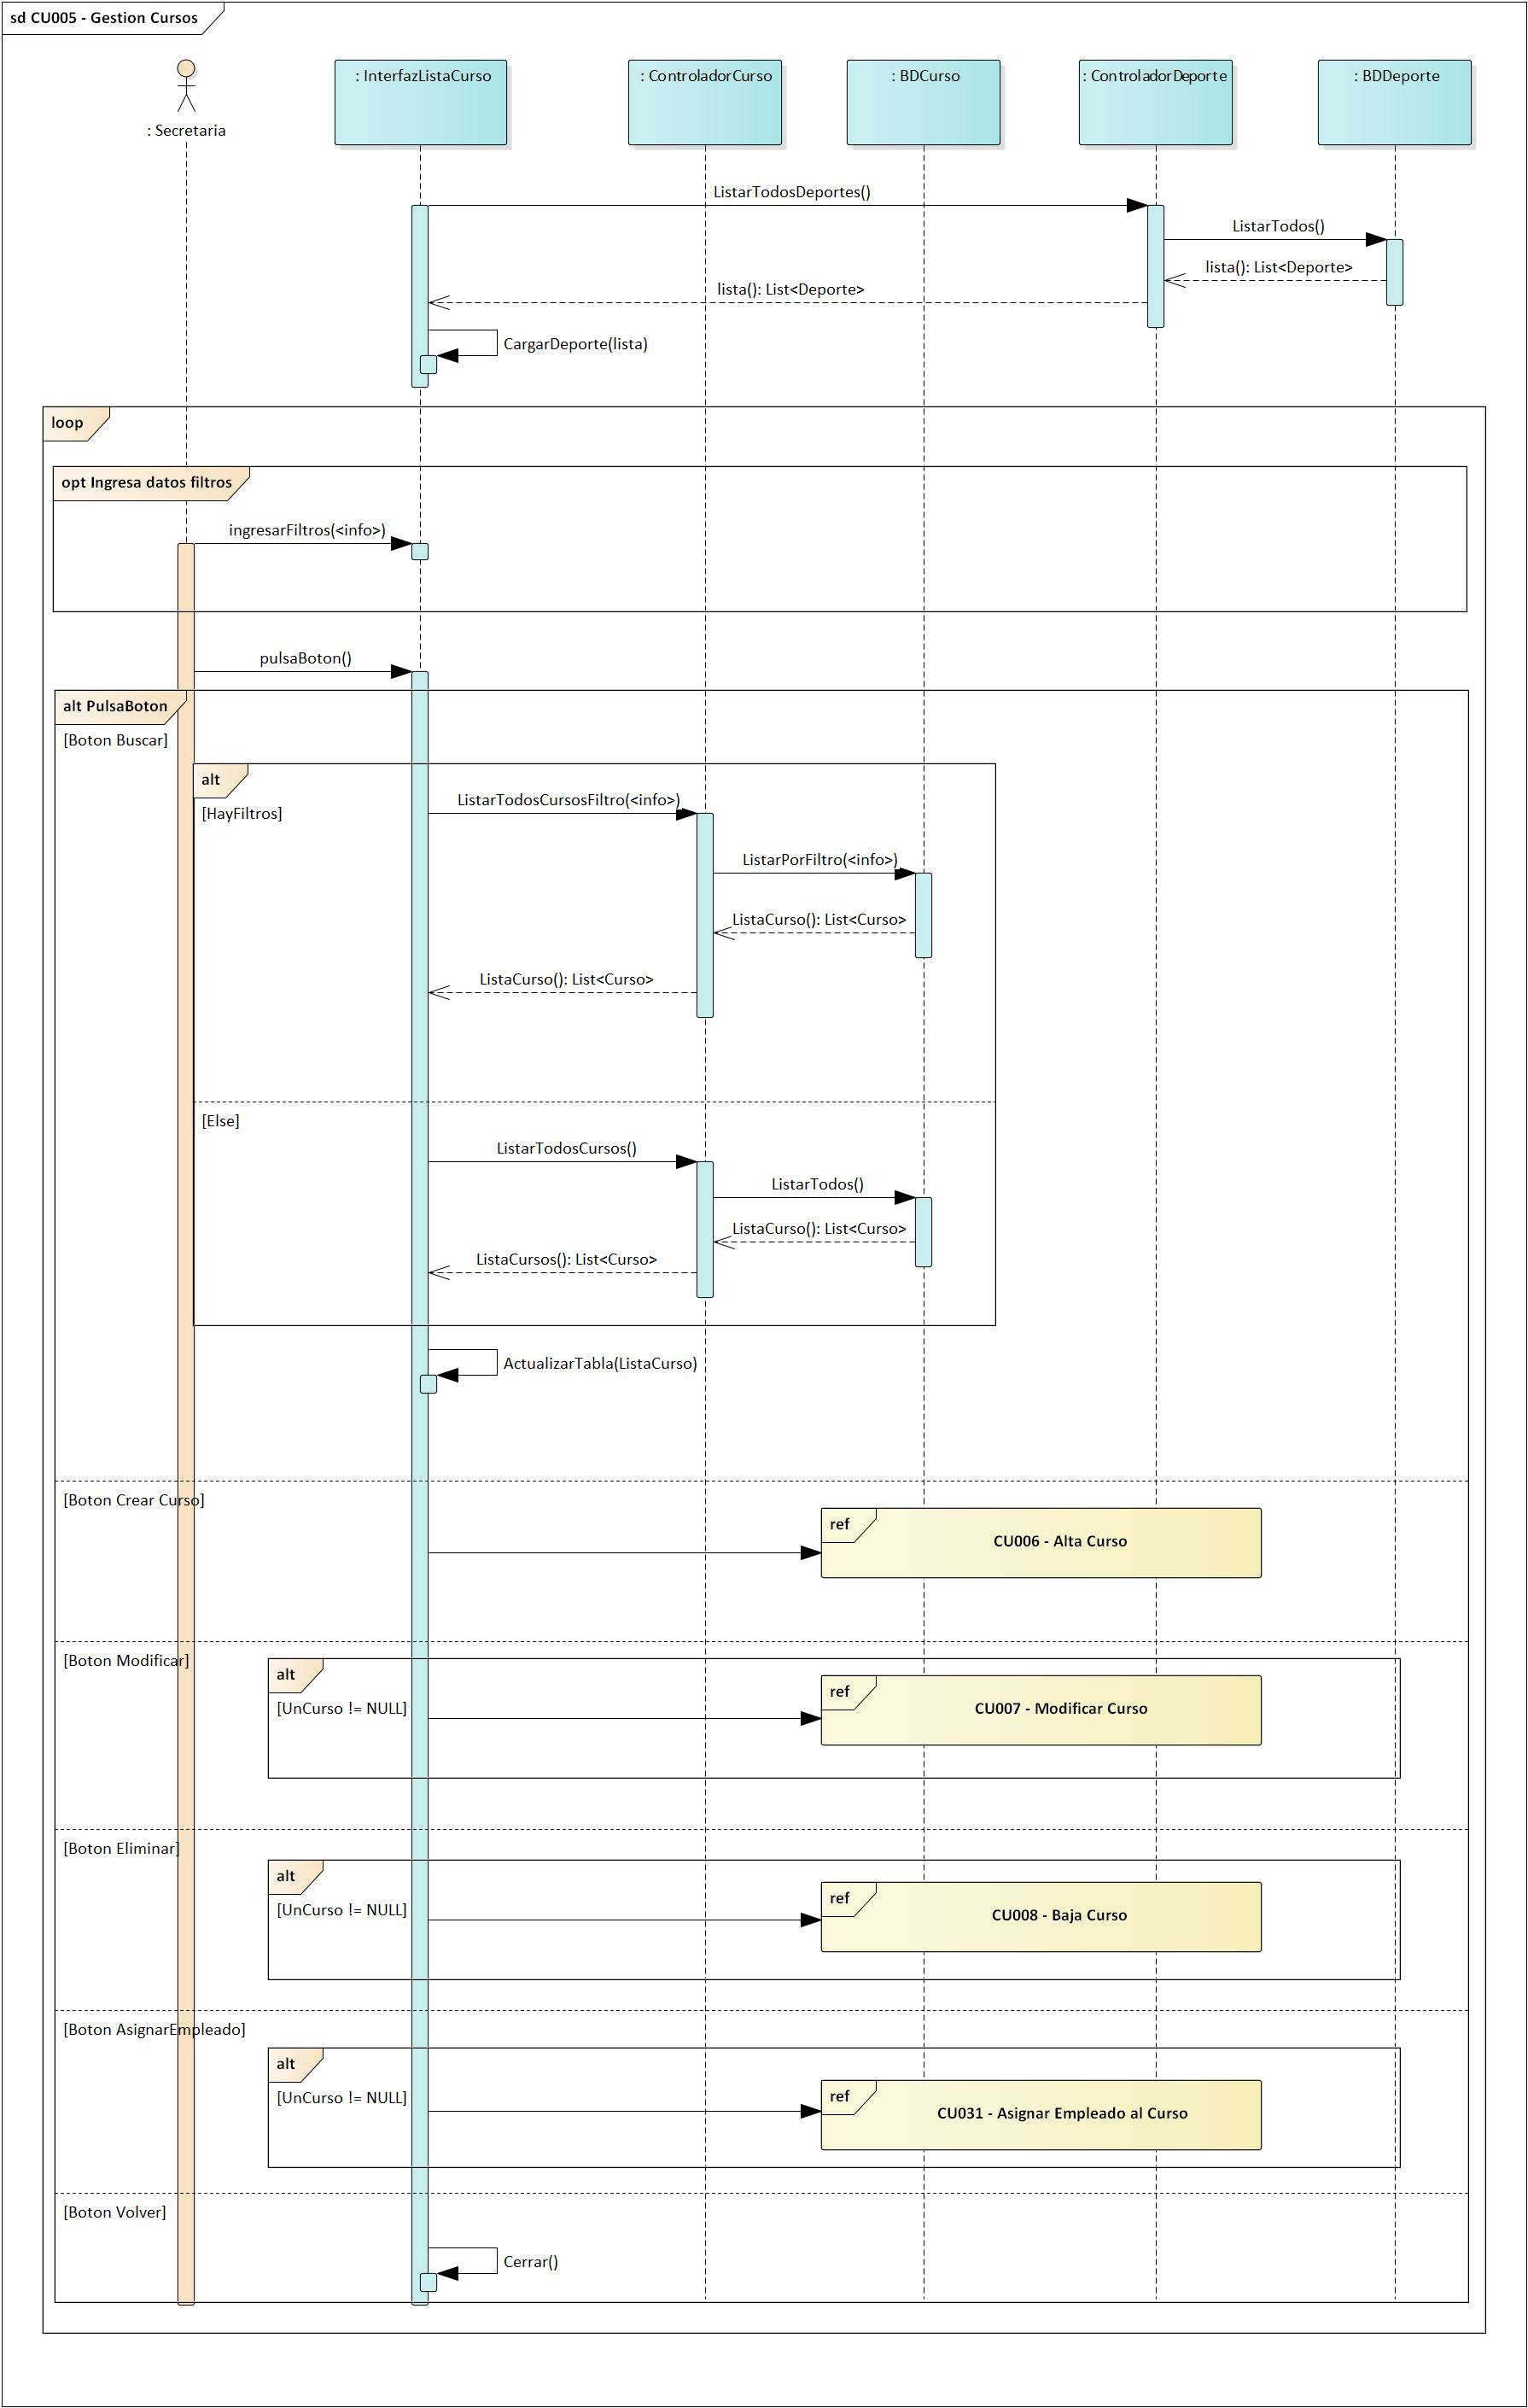 sd CU005 - Gestion Cursos
: Secretaria
: InterfazListaCurso
: ControladorCurso
: BDCurso
: ControladorDeporte
: BDDeporte
ListarTodosDeportes()
ListarTodos()
lista(): List<Deporte>
lista(): List<Deporte>
CargarDeporte(lista)
loop
opt Ingresa datos filtros
ingresarFiltros(<info>)
pulsaBoton()
alt PulsaBoton
[Boton Buscar]
alt
[HayFiltros]
ListarTodosCursosFiltro(<info>)
ListarPorFiltro(<info>)
ListaCurso(): List<Curso>
ListaCurso(): List<Curso>
[Else]
ListarTodosCursos()
ListarTodos()
ListaCurso(): List<Curso>
ListaCursos(): List<Curso>
ActualizarTabla(ListaCurso)
[Boton Crear Curso]
ref
CU006 - Alta Curso
[Boton Modificar]
alt
[UnCurso != NULL]
ref
CU007 - Modificar Curso
[Boton Eliminar]
alt
[UnCurso != NULL]
ref
CU008 - Baja Curso
[Boton AsignarEmpleado]
alt
[UnCurso != NULL]
ref
CU031 - Asignar Empleado al Curso
[Boton Volver]
Cerrar()